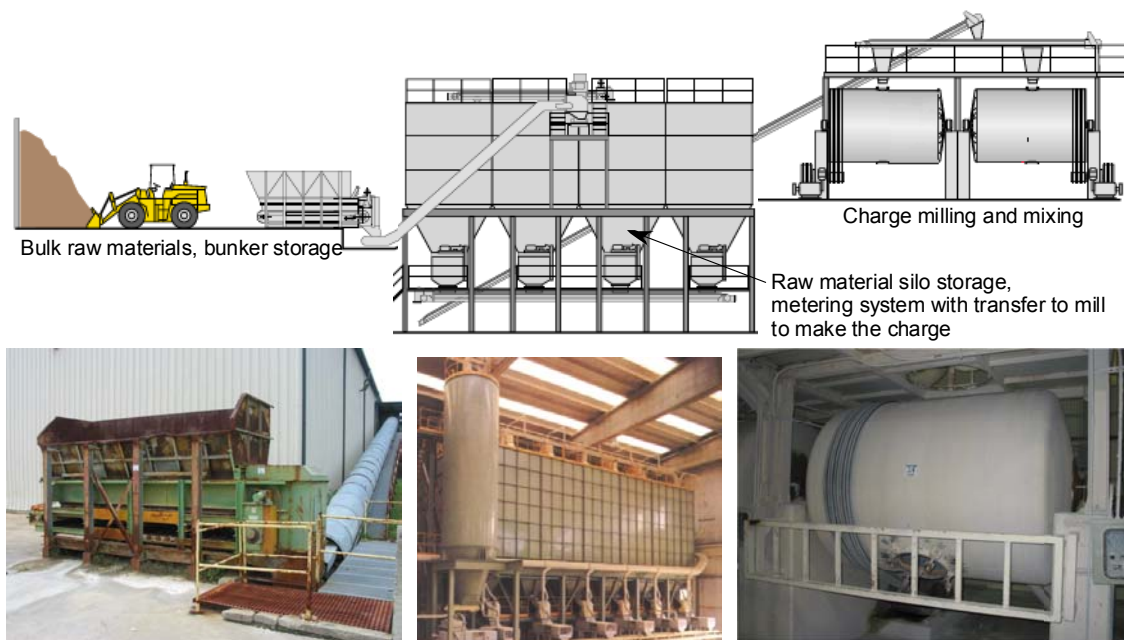 Bulk raw materials, bunker storage
Charge milling and mixing
Raw material silo storage,
metering system with transfer to mill
to make the charge